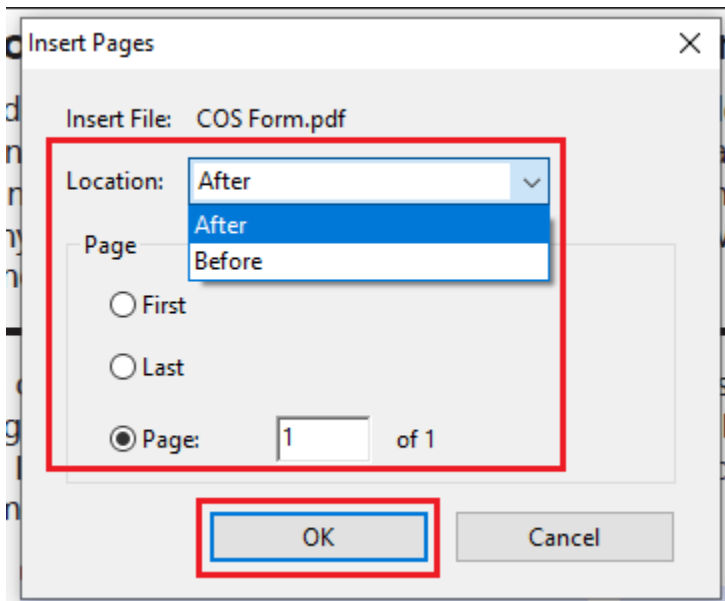 Insert Pages
Insert File: COS Form.pdf
Location: After
After
Before
Page
First
Last
Page: 1 of 1
OK Cancel